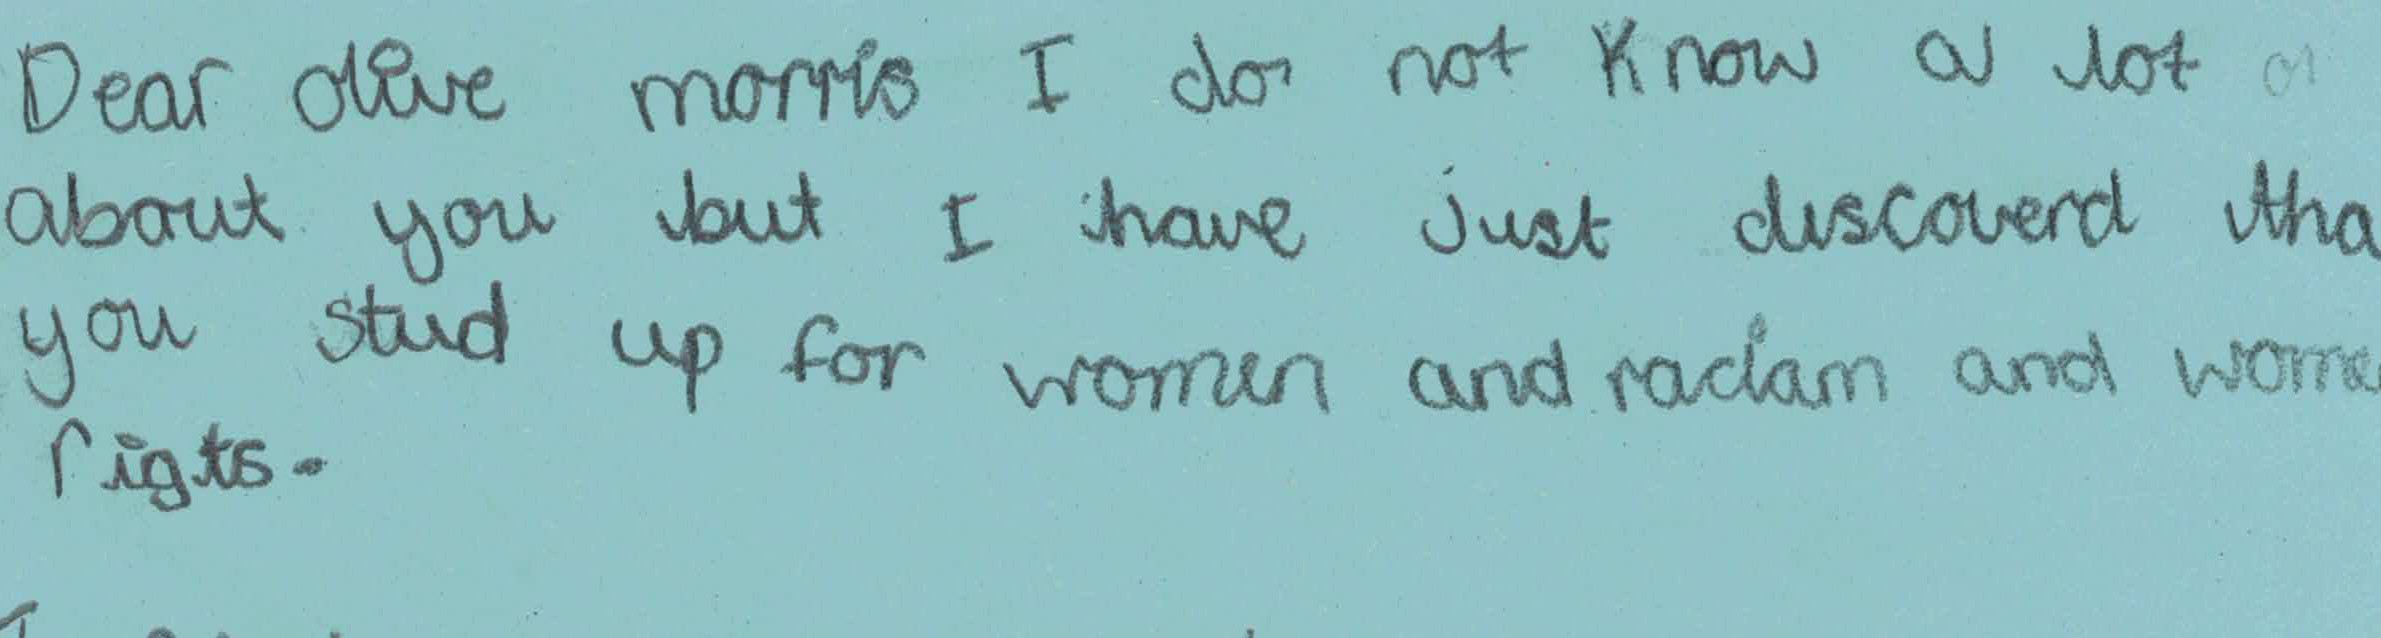 Dear olive morris I do not Know a lot
about you but I have just discoverd tha
you stud up for women and raciam and wome
rigts.